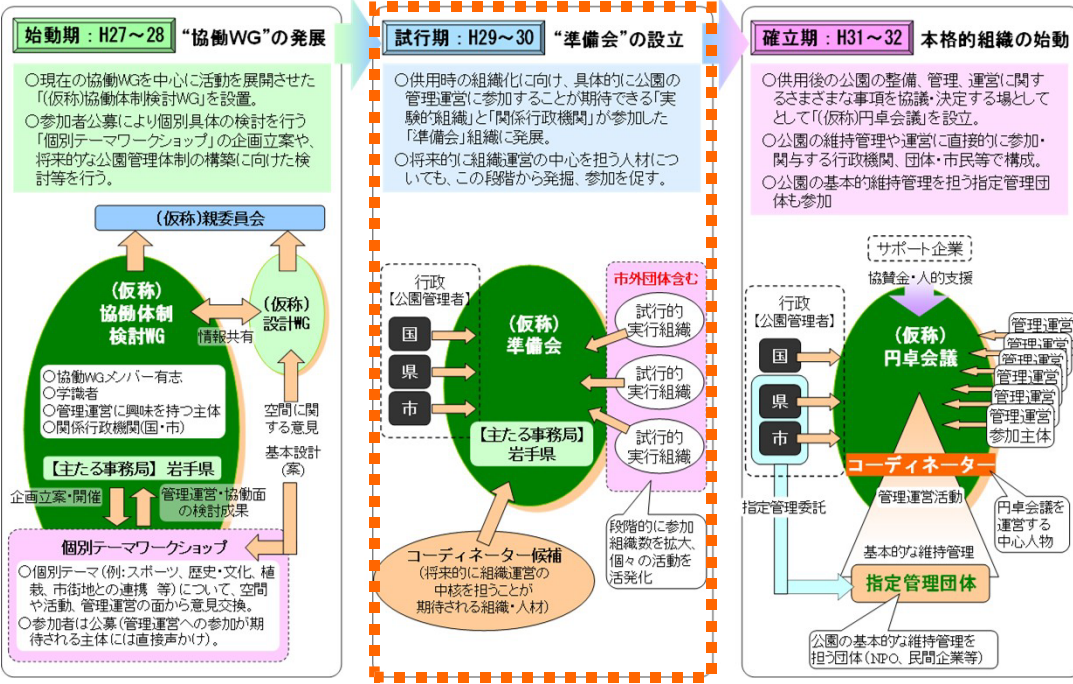 始動期：H27～28 “協働WG”の発展
○現在の協働WGを中心に活動を展開させた
「(仮称)協働体制検討WG」を設置。
○参加者公募により個別具体の検討を行う
「個別テーマワークショップ」の企画立案や、
将来的な公園管理体制の構築に向けた検
討等を行う。
(仮称)親委員会
(仮称)
協働体制
検討WG
(仮称)
設計WG
情報共有
○協働WGメンバー有志
○学識者
○管理運営に興味を持つ主体
○関係行政機関(国・市)
空間に関
する意見
基本設計
(案)
【主たる事務局】 岩手県
企画立案・開催
管理運営・協働面
の検討成果
個別テーマワークショップ
○個別テーマ(例：スポーツ、歴史・文化、植
栽、市街地との連携 等)について、空間
や活動、管理運営の面から意見交換。
○参加者は公募(管理運営への参加が期
待される主体には直接声かけ)。
試行期：H29～30 “準備会”の設立
○供用時の組織化に向け、具体的に公園の
管理運営に参加することが期待できる「実
験的組織」と「関係行政機関」が参加した
「準備会」組織に発展。
○将来的に組織運営の中心を担う人材につ
いても、この段階から発掘、参加を促す。
行政
【公園管理者】
国
県
市
(仮称)
準備会
【主たる事務局】
岩手県
市外団体含む
試行的
実行組織
試行的
実行組織
試行的
実行組織
段階的に参加
組織数を拡大、
個々の活動を
活発化
コーディネーター候補
(将来的に組織運営の
中核を担うことが
期待される組織・人材)
確立期：H31～32 本格的組織の始動
○供用後の公園の整備、管理、運営に関す
るさまざまな事項を協議・決定する場として
として「(仮称)円卓会議」を設立。
○公園の維持管理や運営に直接的に参加・
関与する行政機関、団体・市民等で構成。
○公園の基本的維持管理を担う指定管理団
体も参加
サポート企業
協賛金・人的支援
行政
【公園管理者】
国
県
市
(仮称)
円卓会議
管理運営
管理運営
管理運営
管理運営
管理運営
管理運営
参加主体
コーディネーター
管理運営活動
円卓会議を
運営する
中心人物
指定管理委託
基本的な維持管理
指定管理団体
公園の基本的な維持管理を
担う団体(NPO、民間企業等)